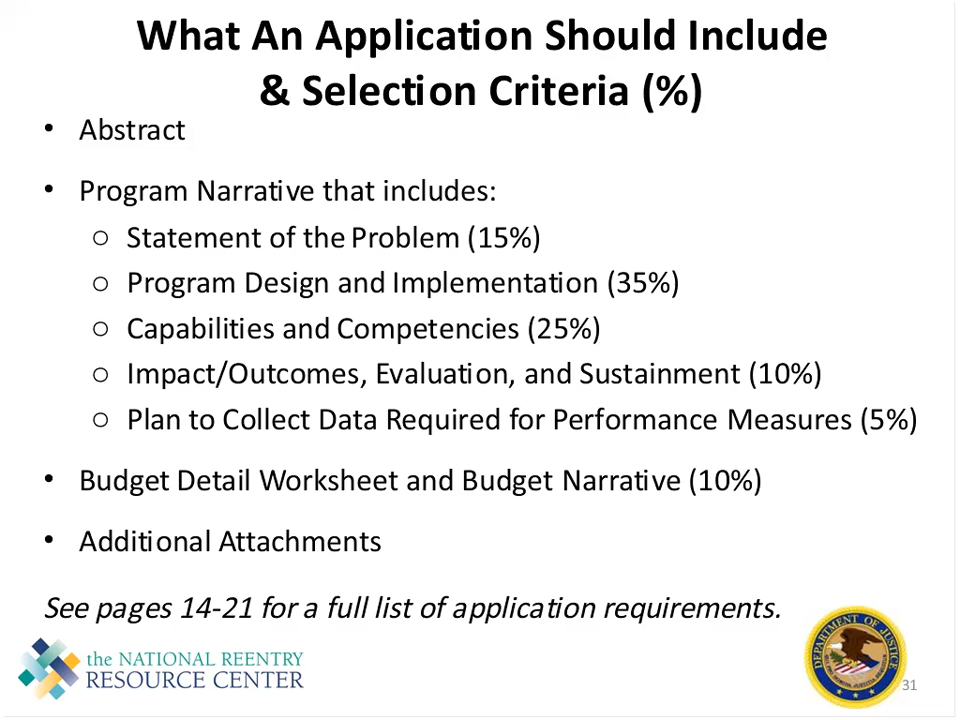 What An Application Should Include
& Selection Criteria (%)
• Abstract
• Program Narrative that includes:
○ Statement of the Problem (15%)
○ Program Design and Implementation (35%)
○ Capabilities and Competencies (25%)
○ Impact/Outcomes, Evaluation, and Sustainment (10%)
○ Plan to Collect Data Required for Performance Measures (5%)
• Budget Detail Worksheet and Budget Narrative (10%)
• Additional Attachments
See pages 14-21 for a full list of application requirements.
the NATIONAL REENTRY
RESOURCE CENTER
DEPARTMENT OF JUSTICE
31